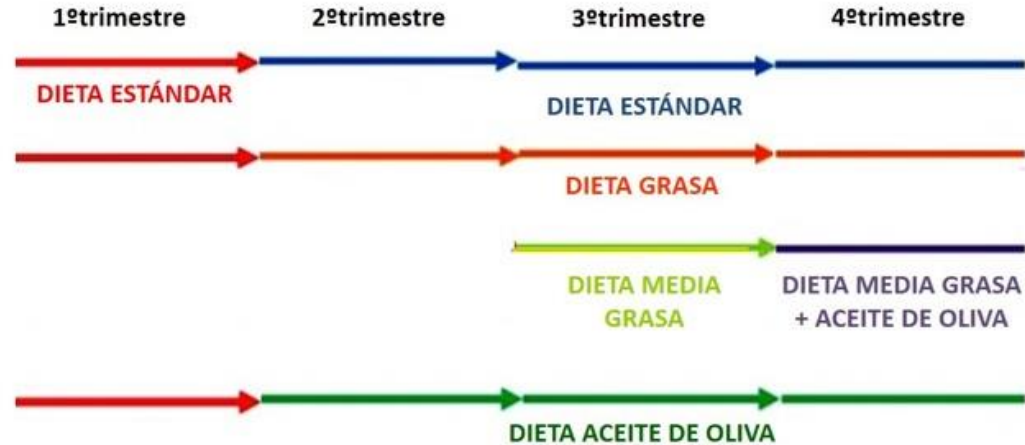 1ºtrimestre 2ºtrimestre 3ºtrimestre 4ºtrimestre
DIETA ESTÁNDAR
DIETA ESTÁNDAR
DIETA GRASA
DIETA MEDIA
GRASA
DIETA MEDIA GRASA
+ ACEITE DE OLIVA
DIETA ACEITE DE OLIVA